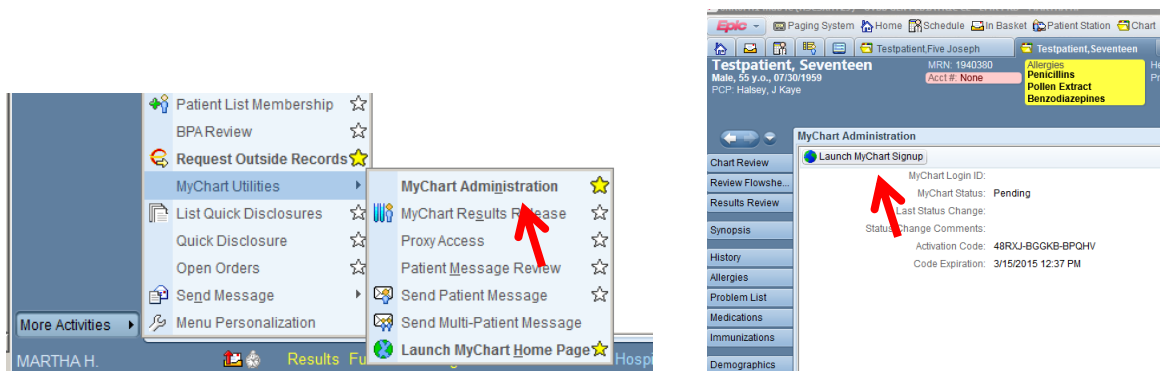 Patient List Membership
BPA Review
Request Outside Records
MyChart Utilities
List Quick Disclosures
Quick Disclosure
Open Orders
Send Message
Menu Personalization
More Activities
MyChart Administration
MyChart Results Release
Proxy Access
Patient Message Review
Send Patient Message
Send Multi-Patient Message
Launch MyChart Home Page
MARTHA H.
Results
Epic
Paging System Home Schedule In Basket Patient Station Chart
Testpatient,Five Joseph
Testpatient,Seventeen
Testpatient, Seventeen
Male, 55 y.o., 07/30/1959
PCP: Halsey, J Kaye
MRN: 1940380
Acct #: None
Allergies
Penicillins
Pollen Extract
Benzodiazepines
MyChart Administration
Launch MyChart Signup
Chart Review
Review Flowshe...
Results Review
Synopsis
History
Allergies
Problem List
Medications
Immunizations
Demographics
MyChart Login ID:
MyChart Status: Pending
Last Status Change:
Status Change Comments:
Activation Code: 48RXJ-BGGKB-BPQHV
Code Expiration: 3/15/2015 12:37 PM